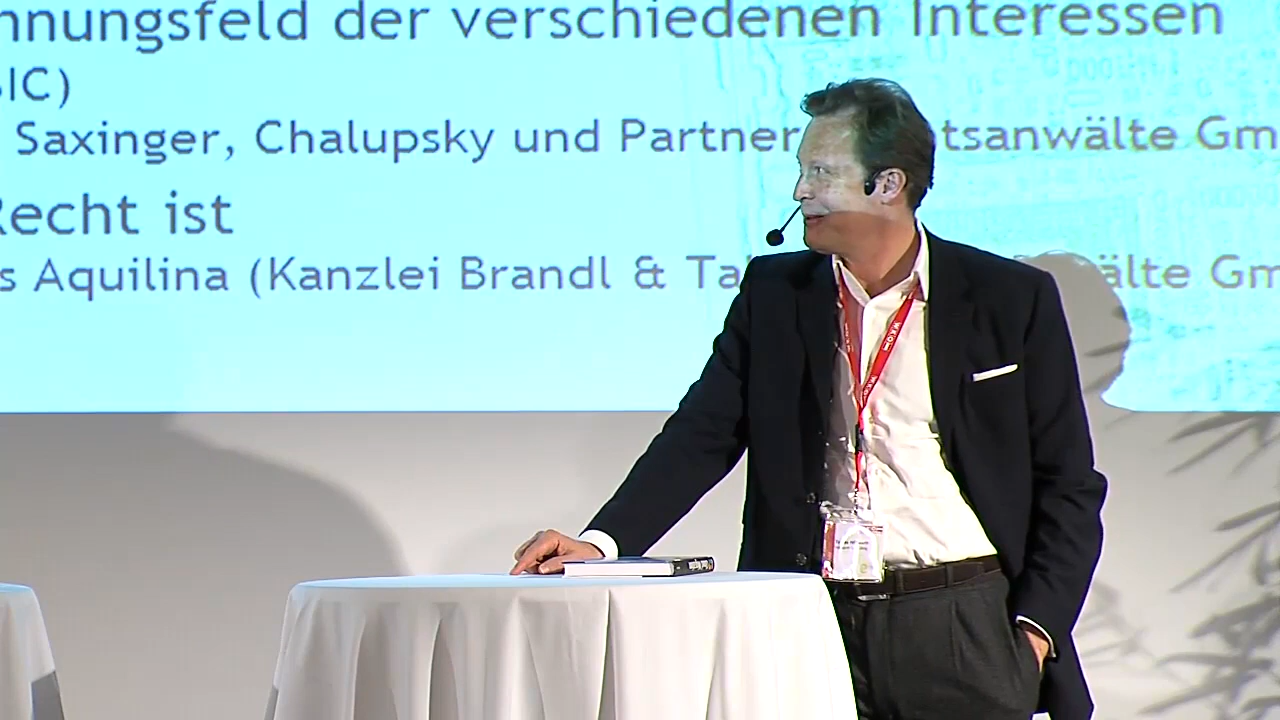 nnungsfeld der verschiedenen Interessen
IC)
Saxinger, Chalupsky und Partner tsanwälte Gm
Recht ist
s Aquilina (Kanzlei Brandl & Ta älte Gm